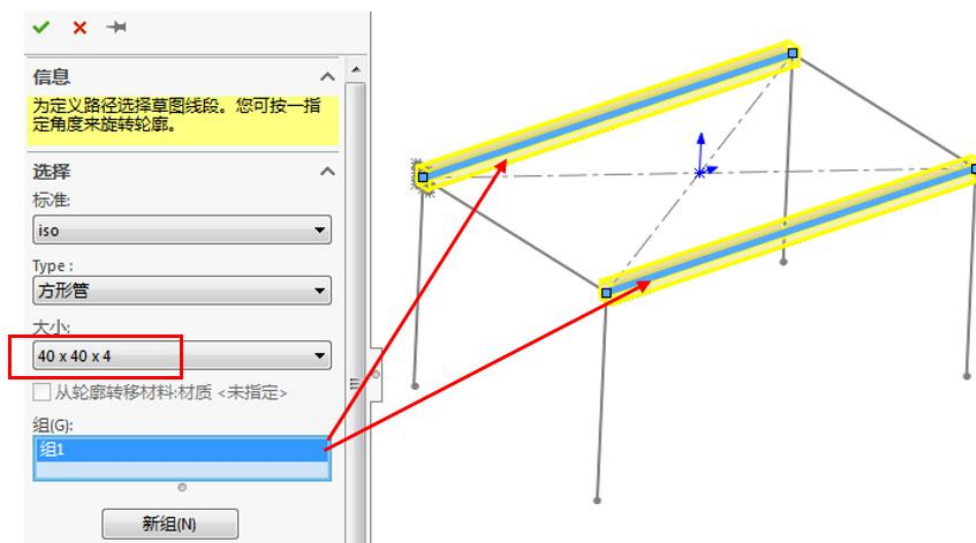 信息
为定义路径选择草图线段。您可按一指
定角度来旋转轮廓。
选择
标准:
iso
Type :
方形管
大小:
40 x 40 x 4
从轮廓转移材料:材质 <未指定>
组(G):
组1
新组(N)